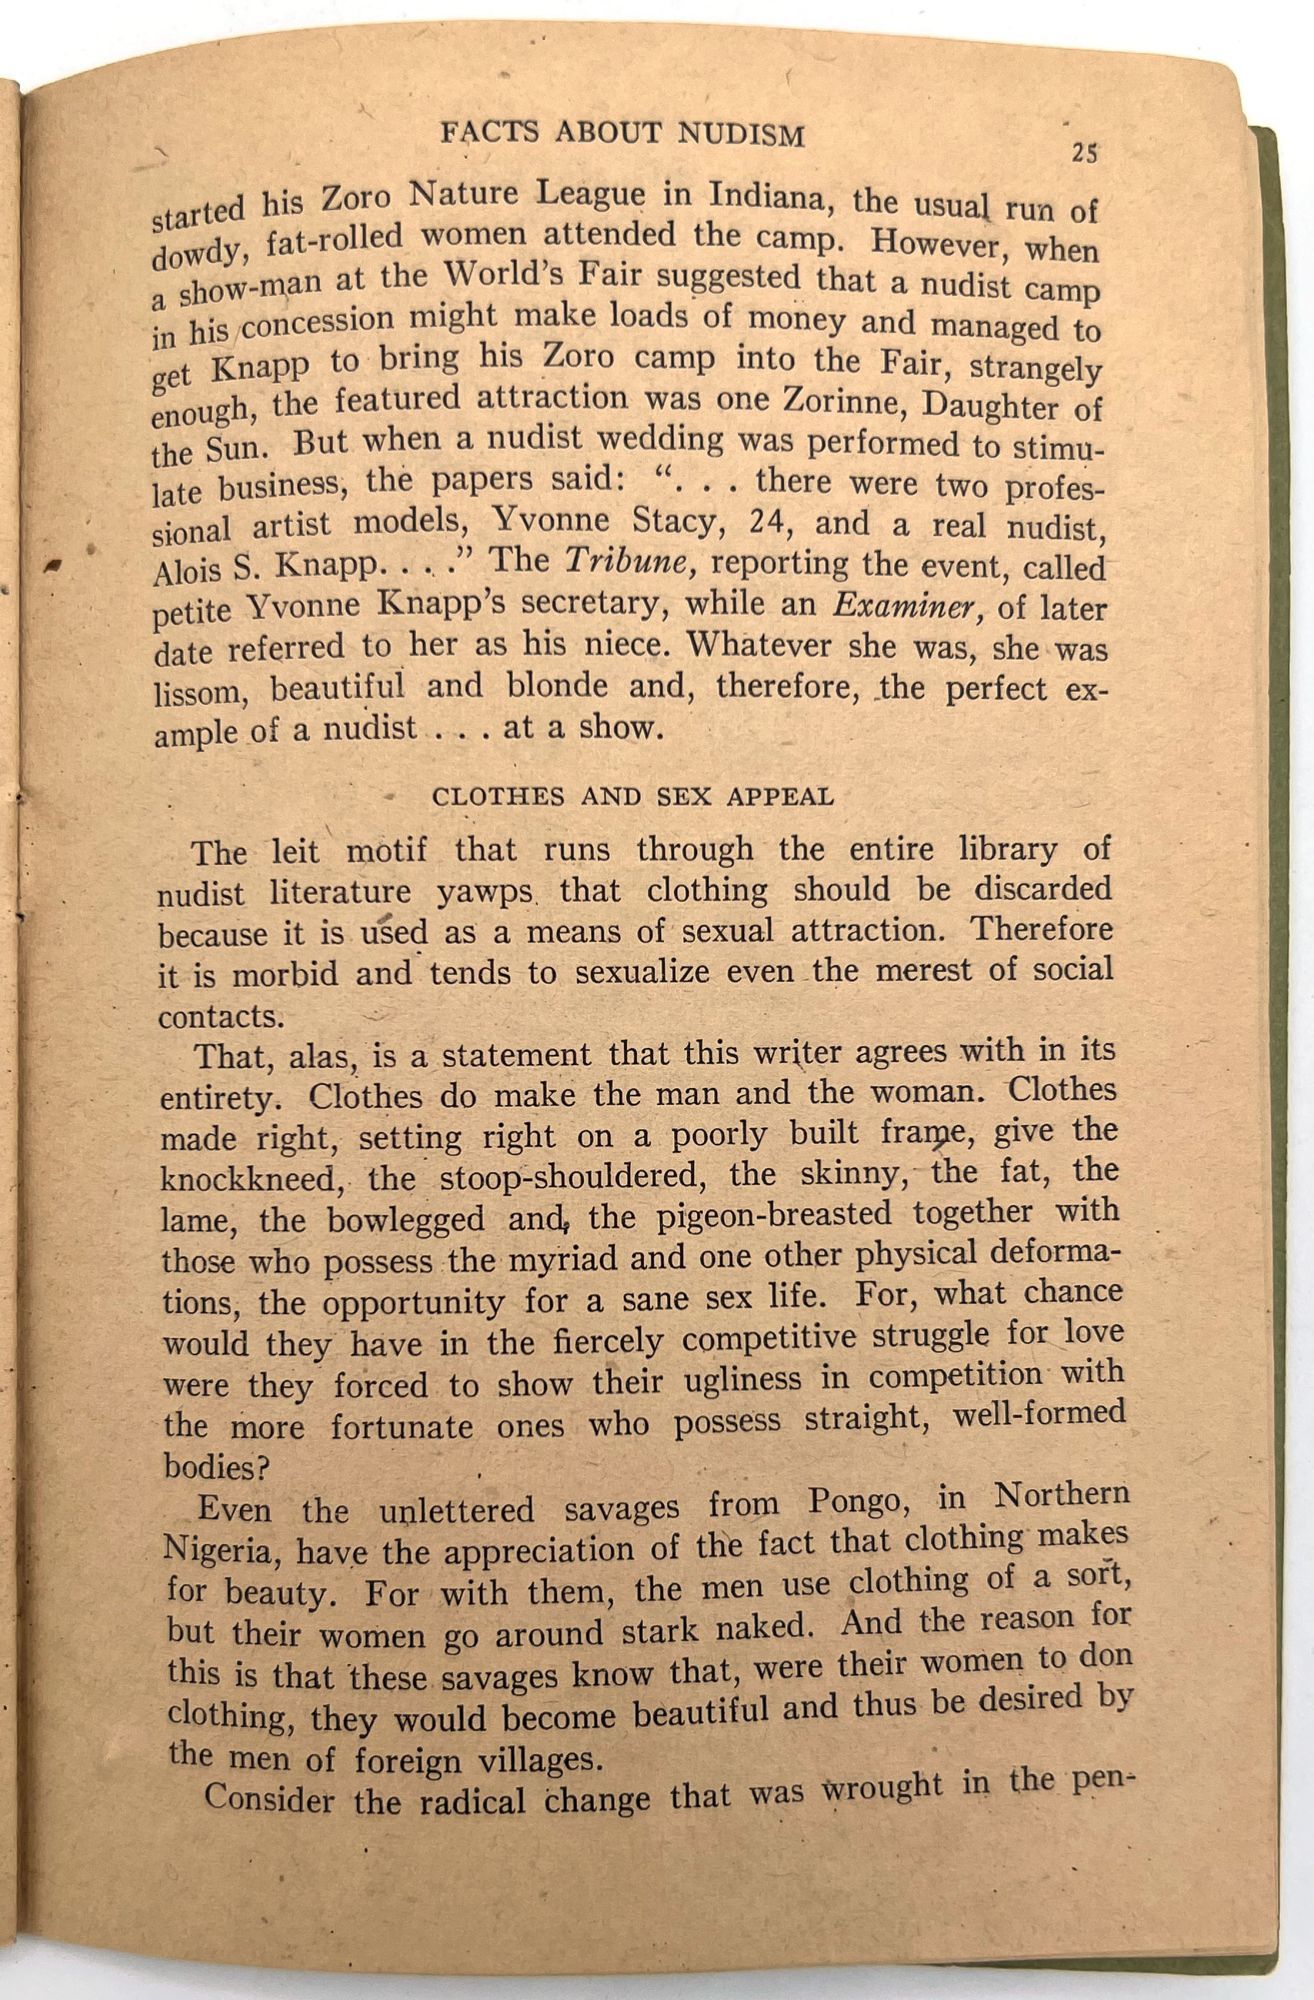 FACTS ABOUT NUDISM
25
started his Zoro Nature League in Indiana, the usual run of
dowdy, fat-rolled women attended the camp. However, when
a show-man at the World's Fair suggested that a nudist camp
in his concession might make loads of money and managed to
get Knapp to bring his Zoro camp into the Fair, strangely
enough, the featured attraction was one Zorinne, Daughter of
the Sun. But when a nudist wedding was performed to stimu-
late business, the papers said: ". . . there were two profes-
sional artist models, Yvonne Stacy, 24, and a real nudist,
Alois S. Knapp. . . ." The Tribune, reporting the event, called
petite Yvonne Knapp's secretary, while an Examiner, of later
date referred to her as his niece. Whatever she was, she was
lissom, beautiful and blonde and, therefore, the perfect ex-
ample of a nudist . . . at a show.
CLOTHES AND SEX APPEAL
The leit motif that runs through the entire library of
nudist literature yawps that clothing should be discarded
because it is used as a means of sexual attraction. Therefore
it is morbid and tends to sexualize even the merest of social
contacts.
That, alas, is a statement that this writer agrees with in its
entirety. Clothes do make the man and the woman. Clothes
made right, setting right on a poorly built frame, give the
knockkneed, the stoop-shouldered, the skinny, the fat, the
lame, the bowlegged and, the pigeon-breasted together with
those who possess the myriad and one other physical deforma-
tions, the opportunity for a sane sex life. For, what chance
would they have in the fiercely competitive struggle for love
were they forced to show their ugliness in competition with
the more fortunate ones who possess straight, well-formed
bodies?
Even the unlettered savages from Pongo, in Northern
Nigeria, have the appreciation of the fact that clothing makes
for beauty. For with them, the men use clothing of a sort,
but their women go around stark naked. And the reason for
this is that these savages know that, were their women to don
clothing, they would become beautiful and thus be desired by
the men of foreign villages.
Consider the radical change that was wrought in the pen-